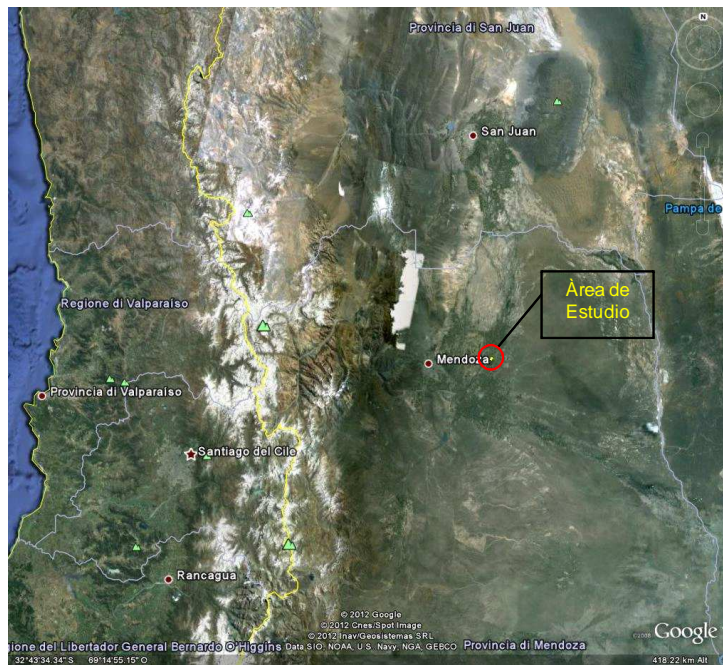 N
Provincia di San Juan
San Juan
Pampa de
Àrea de
Estudio
Regione di Valparaiso
Mendoza
Provincia di Valparaiso
Santiago del Cile
Rancagua
© 2012 Google
© 2012 Cnes/Spot Image
© 2012 Inav/Geosistemas SRL
Data SIO, NOAA, U.S. Navy, NGA, GEBCO
ione del Libertador General Bernardo O'Higgins
Provincia di Mendoza
Google
32°43'34.34" S 69°14'55.15" O
418.22 km Alt